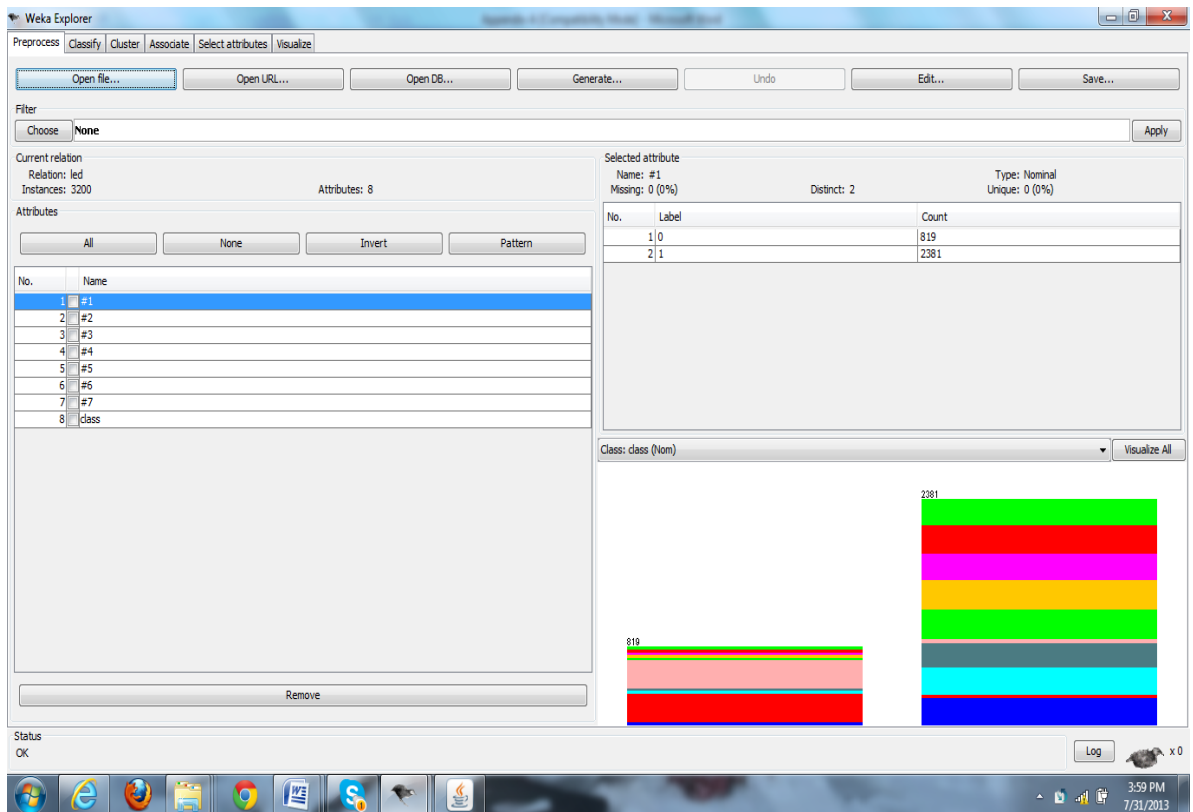 Weka Explorer
Preprocess Classify Cluster Associate Select attributes Visualize
Open file... Open URL... Open DB... Generate... Undo Edit... Save...
Filter
Choose None Apply
Current relation
Relation: led
Instances: 3200 Attributes: 8
Attributes
All None Invert Pattern
No. Name
1 #1
2 #2
3 #3
4 #4
5 #5
6 #6
7 #7
8 class
Remove
Selected attribute
Name: #1 Type: Nominal
Missing: 0 (0%) Distinct: 2 Unique: 0 (0%)
No. Label Count
1 0 819
2 1 2381
Class: class (Nom) Visualize All
2381
819
Status
OK
Log x 0
3:59 PM
7/31/2013